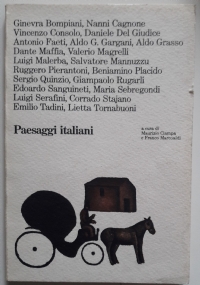 Ginevra Bompiani, Nanni Cagnone
Vincenzo Consolo, Daniele Del Giudice
Antonio Faeti, Aldo G. Gargani, Aldo Grasso
Dante Maffia, Valerio Magrelli
Luigi Malerba, Salvatore Mannuzzu
Ruggero Pierantoni, Beniamino Placido
Sergio Quinzio, Giampaolo Rugarli
Edoardo Sanguineti, Maria Sebregondi
Luigi Serafini, Corrado Stajano
Emilio Tadini, Lietta Tornabuoni
Paesaggi italiani
a cura di
Maurizio Ciampa
e Franco Marcoaldi